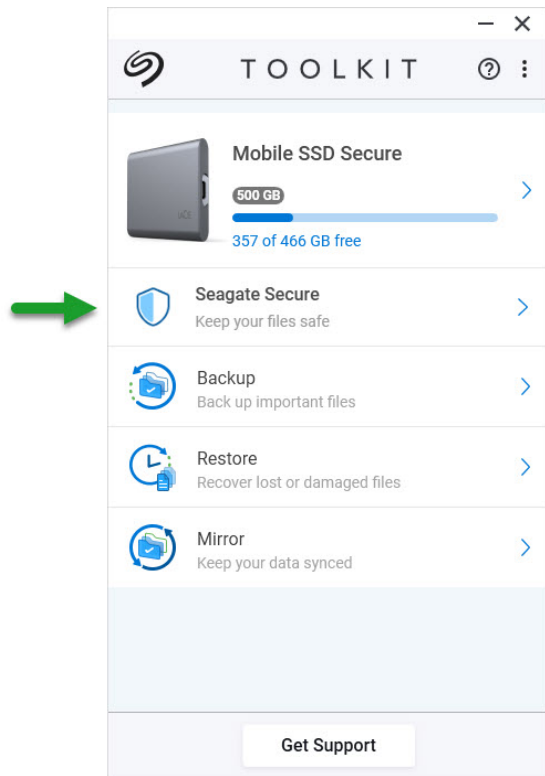 TOOLKIT
Mobile SSD Secure
500 GB
357 of 466 GB free
Seagate Secure
Keep your files safe
Backup
Back up important files
Restore
Recover lost or damaged files
Mirror
Keep your data synced
Get Support